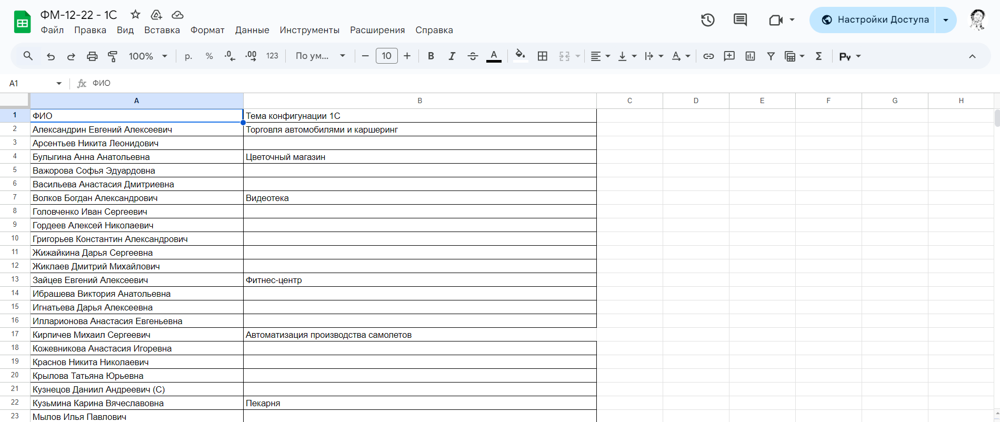 ФМ-12-22 - 1С
Файл Правка Вид Вставка Формат Данные Инструменты Расширения Справка
Настройки Доступа
100% р. % .0 .00 123 По ум... 10 B I A A Σ Py
A1 fx ФИО
A B C D E F G H
1 ФИО Тема конфигунации 1С
2 Александрин Евгений Алексеевич Торговля автомобилями и каршеринг
3 Арсентьев Никита Леонидович
4 Булыгина Анна Анатольевна Цветочный магазин
5 Важорова Софья Эдуардовна
6 Васильева Анастасия Дмитриевна
7 Волков Богдан Александрович Видеотека
8 Головченко Иван Сергеевич
9 Гордеев Алексей Николаевич
10 Григорьев Константин Александрович
11 Жижайкина Дарья Сергеевна
12 Жиклаев Дмитрий Михайлович
13 Зайцев Евгений Алексеевич Фитнес-центр
14 Ибрашева Виктория Анатольевна
15 Игнатьева Дарья Алексеевна
16 Илларионова Анастасия Евгеньевна
17 Кирпичев Михаил Сергеевич Автоматизация производства самолетов
18 Кожевникова Анастасия Игоревна
19 Краснов Никита Николаевич
20 Крылова Татьяна Юрьевна
21 Кузнецов Даниил Андреевич (С)
22 Кузьмина Карина Вячеславовна Пекарня
23 Мылов Илья Павлович